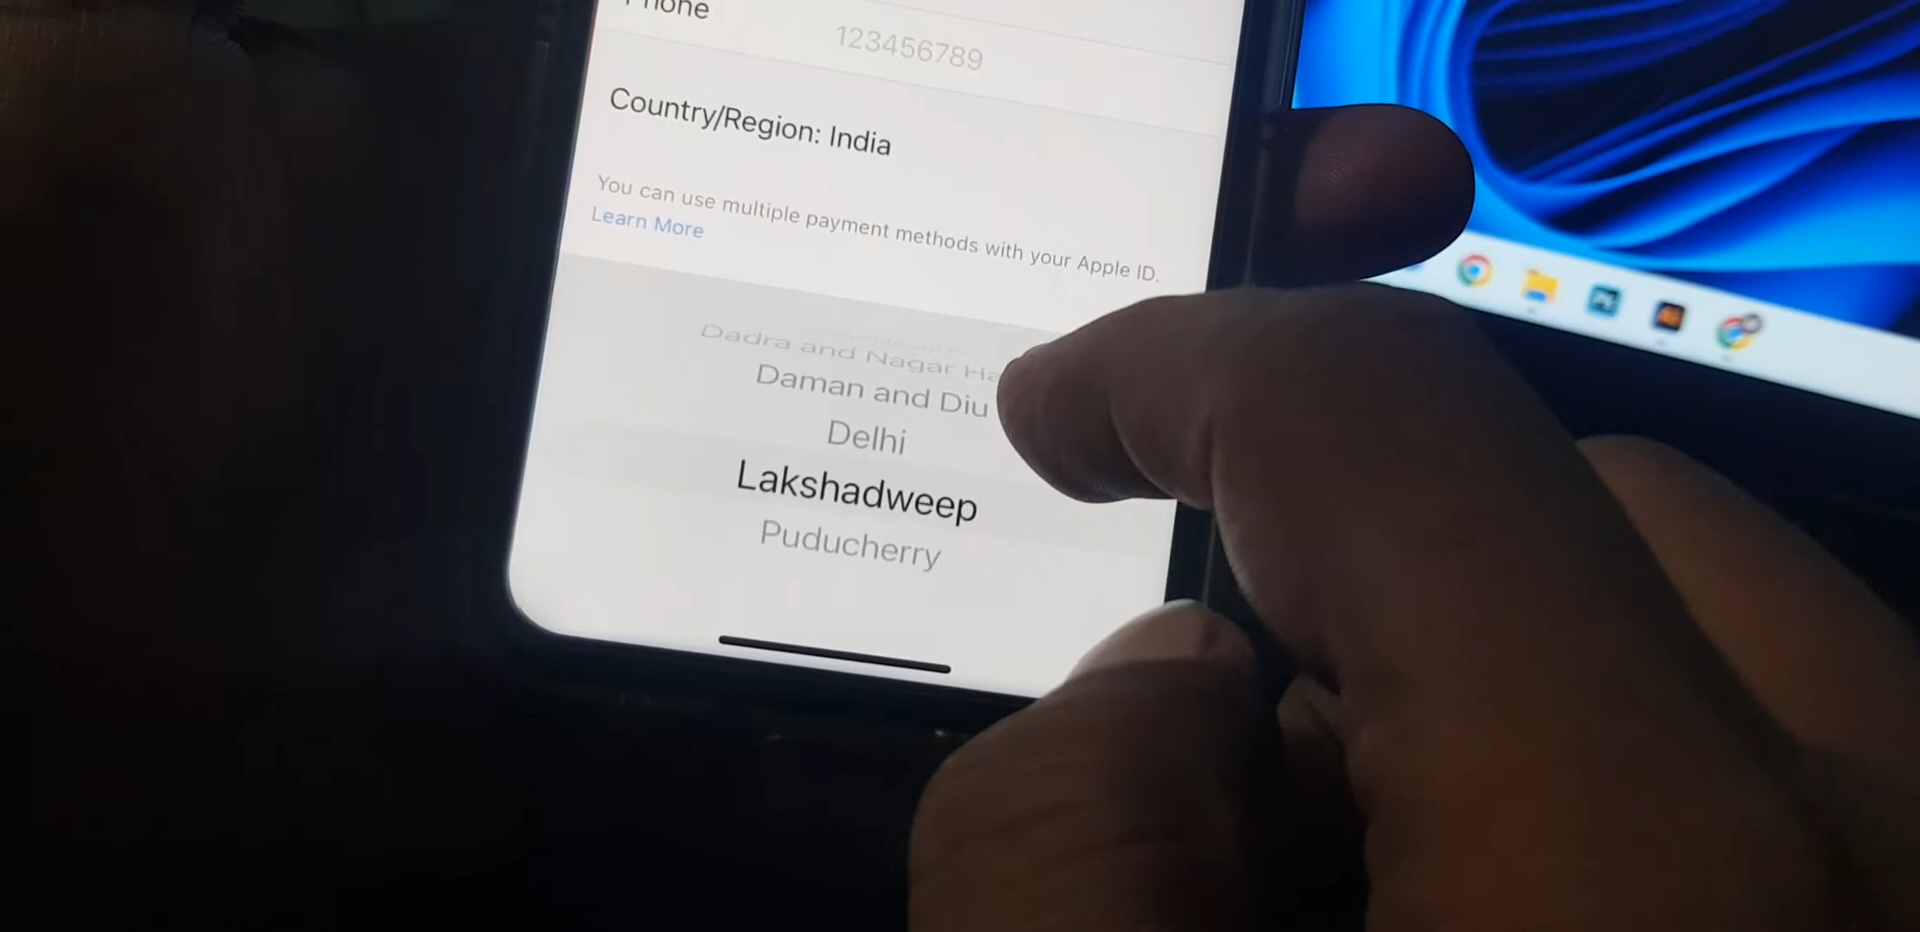 Phone
123456789
Country/Region: India
You can use multiple payment methods with your Apple ID.
Learn More
Dadra and Nagar Ha
Daman and Diu
Delhi
Lakshadweep
Puducherry
Ai